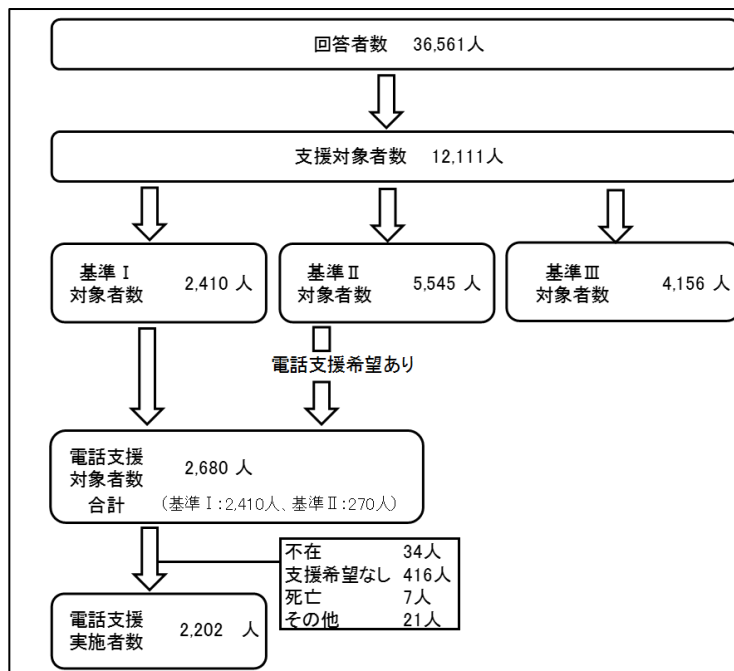 回答者数 36,561人
支援対象者数 12,111人
基準Ⅰ
対象者数
2,410 人
基準Ⅱ
対象者数
5,545 人
基準Ⅲ
対象者数
4,156 人
電話支援希望あり
電話支援
対象者数
合計
2,680 人
（基準Ⅰ:2,410人、基準Ⅱ:270人）
不在 34人
支援希望なし 416人
死亡 7人
その他 21人
電話支援
実施者数
2,202 人